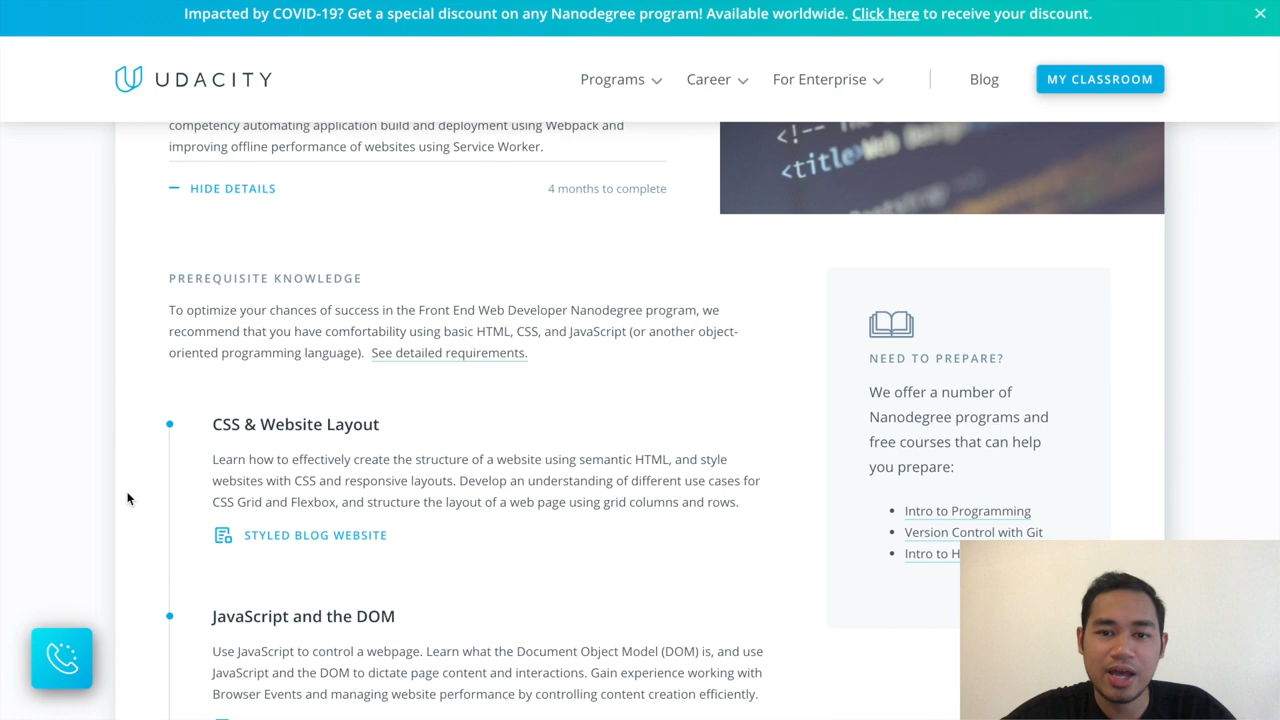 Impacted by COVID-19? Get a special discount on any Nanodegree program! Available worldwide. Click here to receive your discount.
UDACITY
Programs
Career
For Enterprise
Blog
MY CLASSROOM
competency automating application build and deployment using Webpack and
improving offline performance of websites using Service Worker.
HIDE DETAILS
4 months to complete
<title>Web Design
PREREQUISITE KNOWLEDGE
To optimize your chances of success in the Front End Web Developer Nanodegree program, we
recommend that you have comfortability using basic HTML, CSS, and JavaScript (or another object-
oriented programming language). See detailed requirements.
CSS & Website Layout
Learn how to effectively create the structure of a website using semantic HTML, and style
websites with CSS and responsive layouts. Develop an understanding of different use cases for
CSS Grid and Flexbox, and structure the layout of a web page using grid columns and rows.
STYLED BLOG WEBSITE
JavaScript and the DOM
Use JavaScript to control a webpage. Learn what the Document Object Model (DOM) is, and use
JavaScript and the DOM to dictate page content and interactions. Gain experience working with
Browser Events and managing website performance by controlling content creation efficiently.
NEED TO PREPARE?
We offer a number of
Nanodegree programs and
free courses that can help
you prepare:
Intro to Programming
Version Control with Git
Intro to H